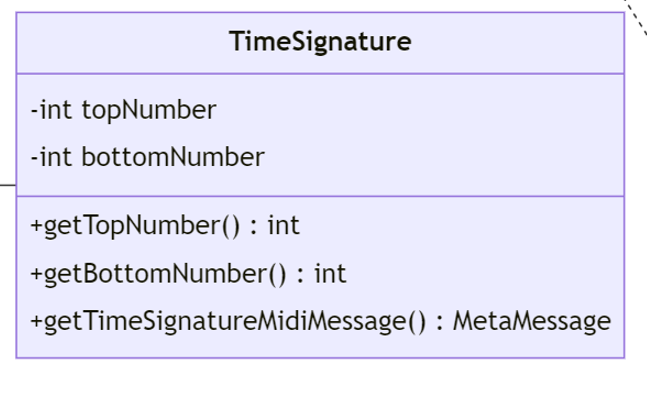 TimeSignature
-int topNumber
-int bottomNumber
+getTopNumber() : int
+getBottomNumber() : int
+getTimeSignatureMidiMessage() : MetaMessage